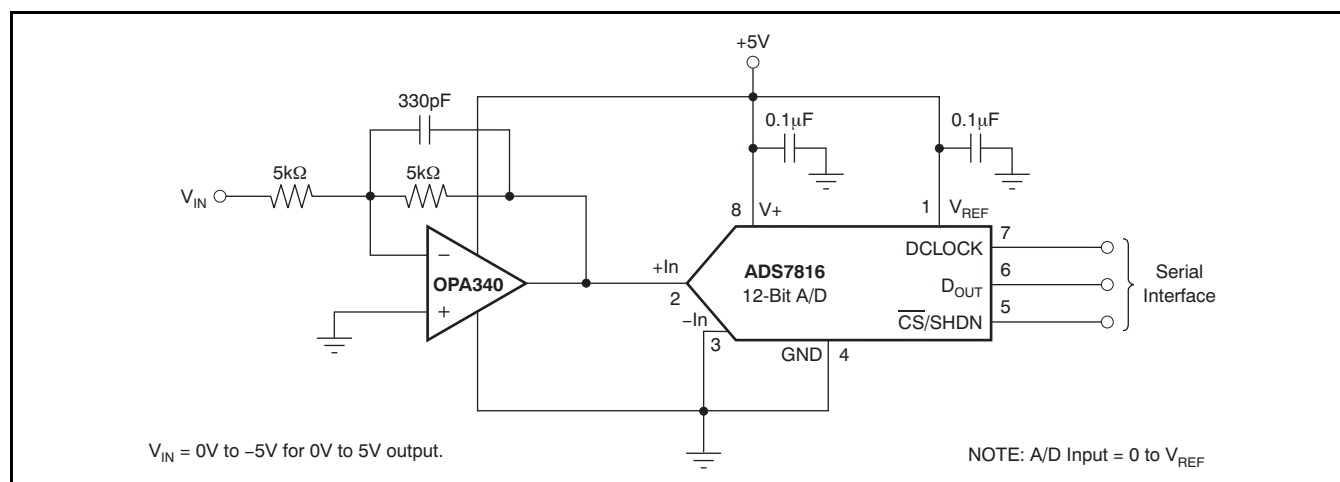 +5V
330pF
0.1μF
0.1μF
5kΩ
5kΩ
V_IN
8 V+
1 V_REF
−
OPA340
+
+In
2
−In
3
ADS7816
12-Bit A/D
GND 4
DCLOCK 7
D_OUT 6
C̅S̅/SHDN 5
Serial
Interface
V_IN = 0V to −5V for 0V to 5V output.
NOTE: A/D Input = 0 to V_REF